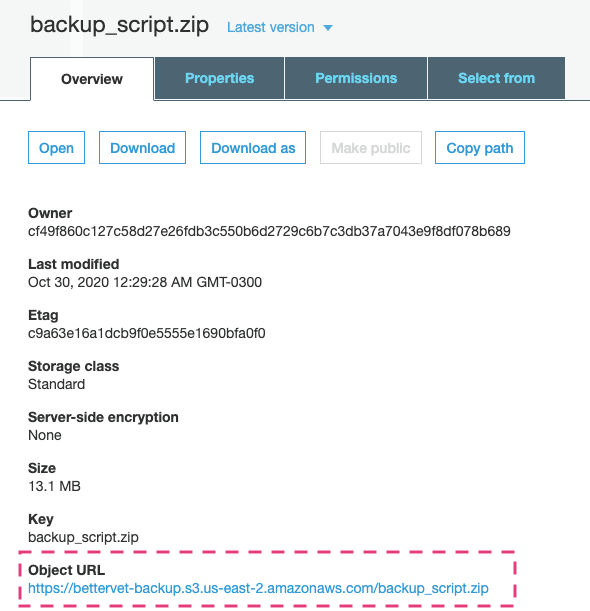 backup_script.zip Latest version
Overview Properties Permissions Select from
Open Download Download as Make public Copy path
Owner
cf49f860c127c58d27e26fdb3c550b6d2729c6b7c3db37a7043e9f8df078b689
Last modified
Oct 30, 2020 12:29:28 AM GMT-0300
Etag
c9a63e16a1dcb9f0e5555e1690bfa0f0
Storage class
Standard
Server-side encryption
None
Size
13.1 MB
Key
backup_script.zip
Object URL
https://bettervet-backup.s3.us-east-2.amazonaws.com/backup_script.zip